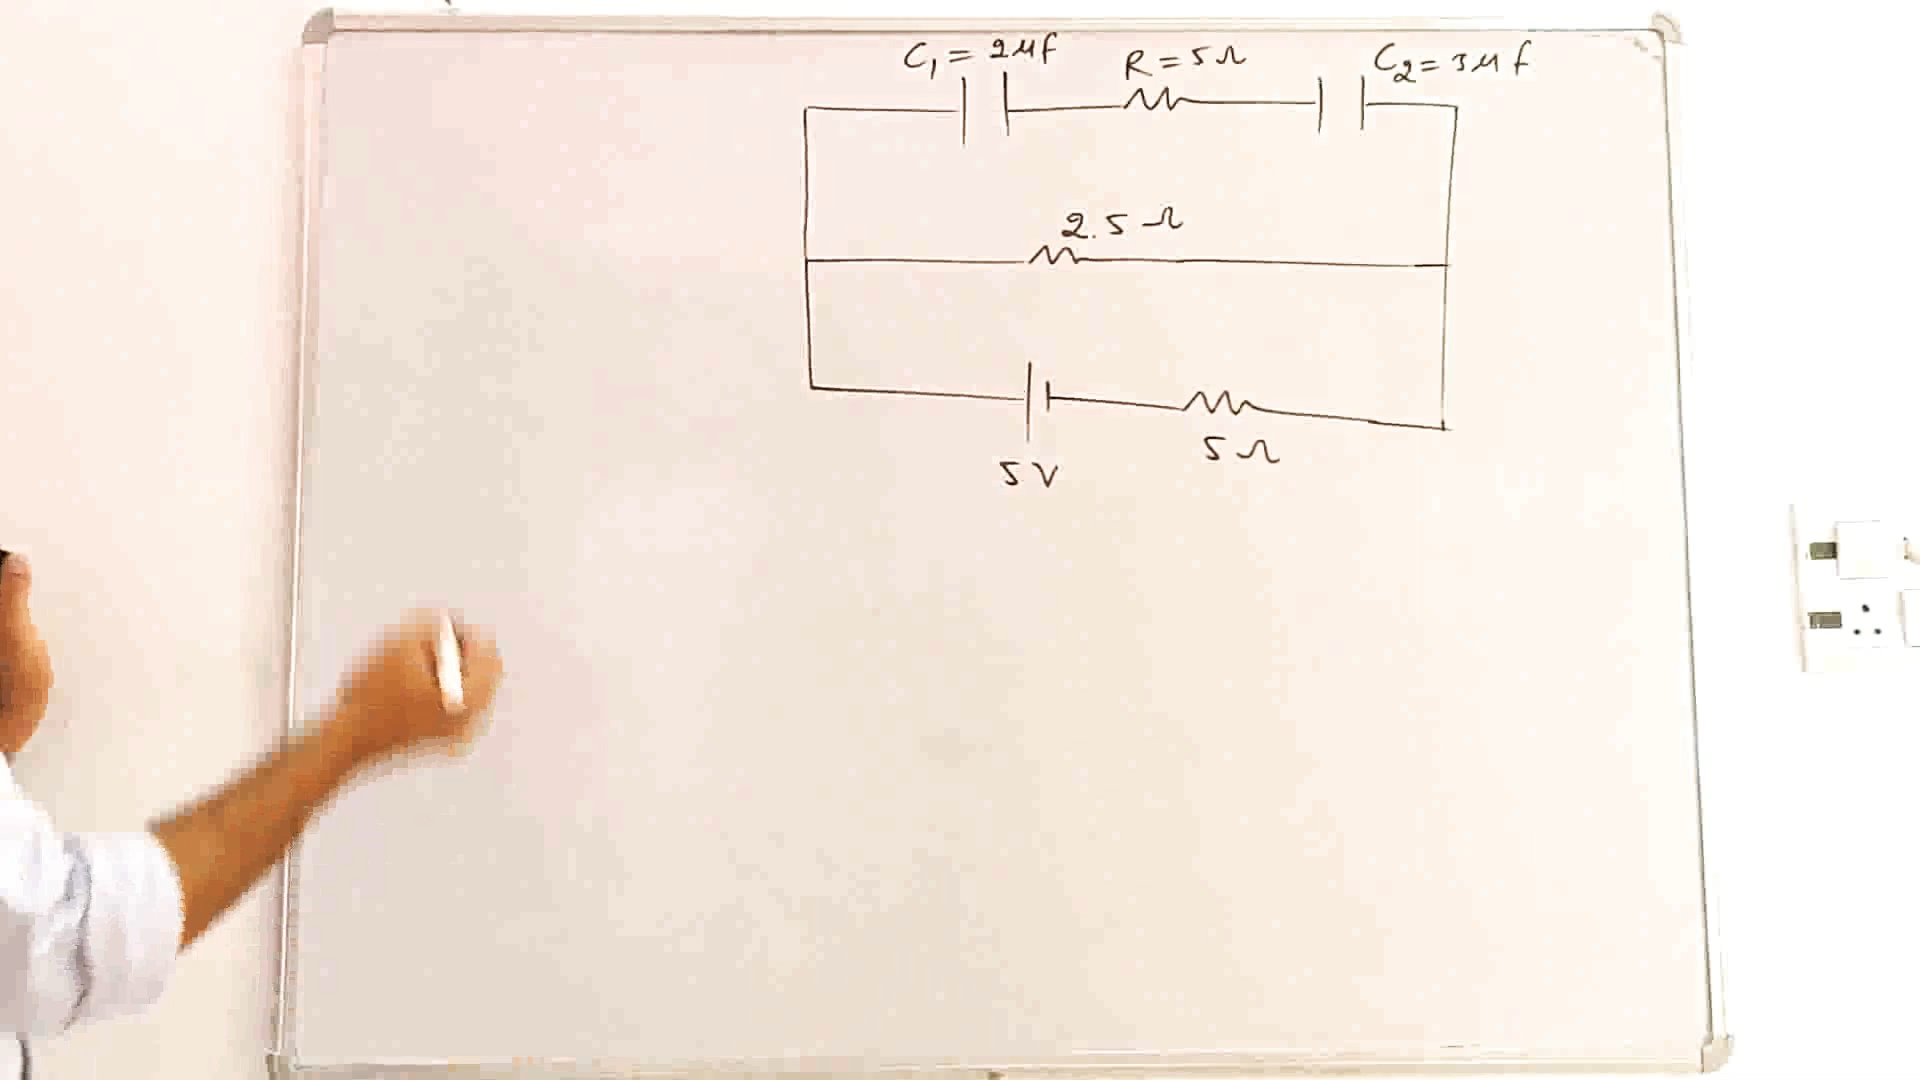 C₁ = 2μf R = 5Ω C₂ = 3μf
2.5Ω
5V 5Ω